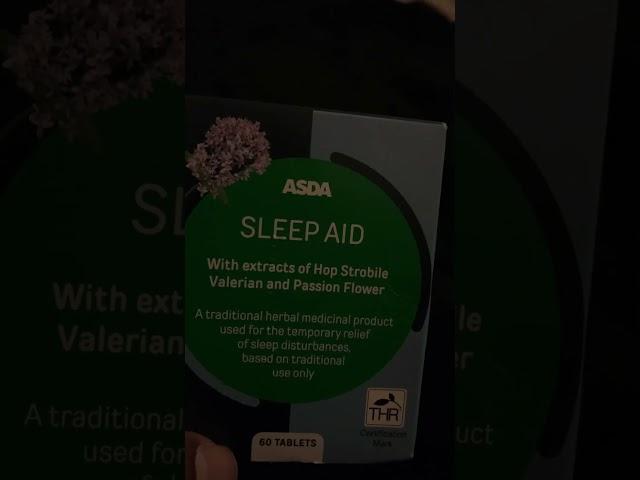 ASDA
SLEEP AID
With extracts of Hop Strobile
Valerian and Passion Flower
A traditional herbal medicinal product
used for the temporary relief
of sleep disturbances,
based on traditional
use only
THR
Certification
Mark
60 TABLETS